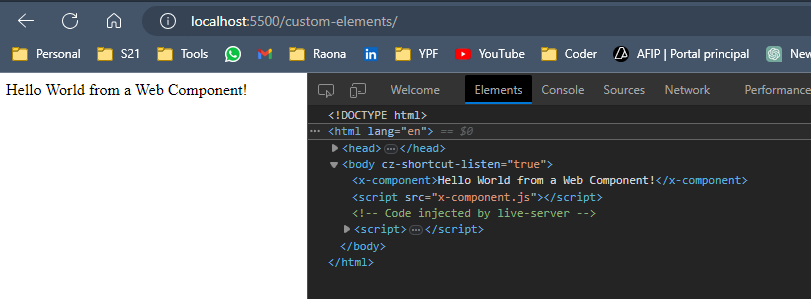 localhost:5500/custom-elements/
Personal S21 Tools Raona YPF YouTube Coder AFIP | Portal principal New
Hello World from a Web Component!
Welcome Elements Console Sources Network Performance
<!DOCTYPE html>
<html lang="en"> == $0
<head> … </head>
<body cz-shortcut-listen="true">
<x-component>Hello World from a Web Component!</x-component>
<script src="x-component.js"></script>
<!-- Code injected by live-server -->
<script> … </script>
</body>
</html>